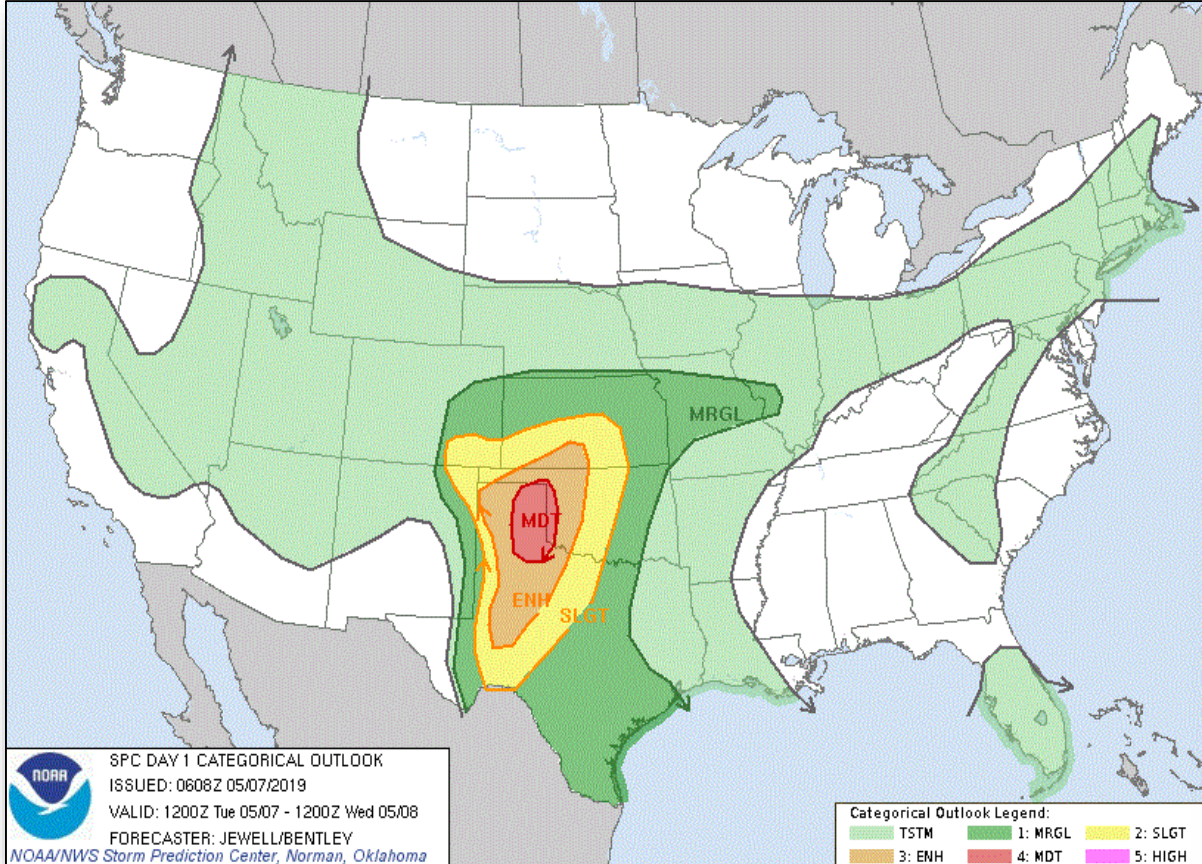 MRGL
MDT
ENH
SLGT
NOAA
SPC DAY 1 CATEGORICAL OUTLOOK
ISSUED: 0608Z 05/07/2019
VALID: 1200Z Tue 05/07 - 1200Z Wed 05/08
FORECASTER: JEWELL/BENTLEY
NOAA/NWS Storm Prediction Center, Norman, Oklahoma
Categorical Outlook Legend:
TSTM 1: MRGL 2: SLGT
3: ENH 4: MDT 5: HIGH